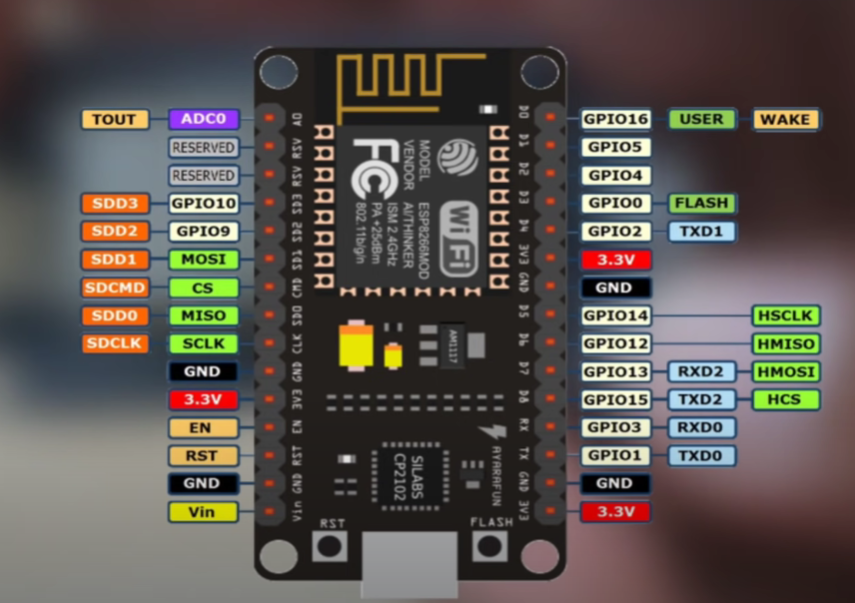 TOUT ADC0 A0 D0 GPIO16 USER WAKE
RESERVED RSV D1 GPIO5
RESERVED RSV D2 GPIO4
SDD3 GPIO10 SD3 D3 GPIO0 FLASH
SDD2 GPIO9 SD2 D4 GPIO2 TXD1
SDD1 MOSI SD1 3V3 3.3V
SDCMD CS CMD GND GND
SDD0 MISO SD0 D5 GPIO14 HSCLK
SDCLK SCLK CLK D6 GPIO12 HMISO
GND GND D7 GPIO13 RXD2 HMOSI
3.3V 3V3 D8 GPIO15 TXD2 HCS
EN EN RX GPIO3 RXD0
RST RST TX GPIO1 TXD0
GND GND GND GND
Vin Vin 3V3 3.3V
MODEL ESP8266MOD
VENDOR AI/THINKER
ISM 2.4GHz
PA +25dBm
802.11b/g/n
FC
Wi Fi
AM1117
SILABS
CP2102
AYARAFUN
RST
FLASH